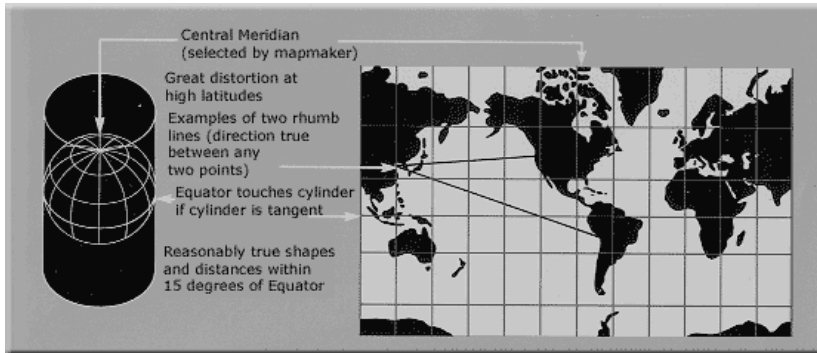 Central Meridian
(selected by mapmaker)
Great distortion at
high latitudes
Examples of two rhumb
lines (direction true
between any
two points)
Equator touches cylinder
if cylinder is tangent
Reasonably true shapes
and distances within
15 degrees of Equator